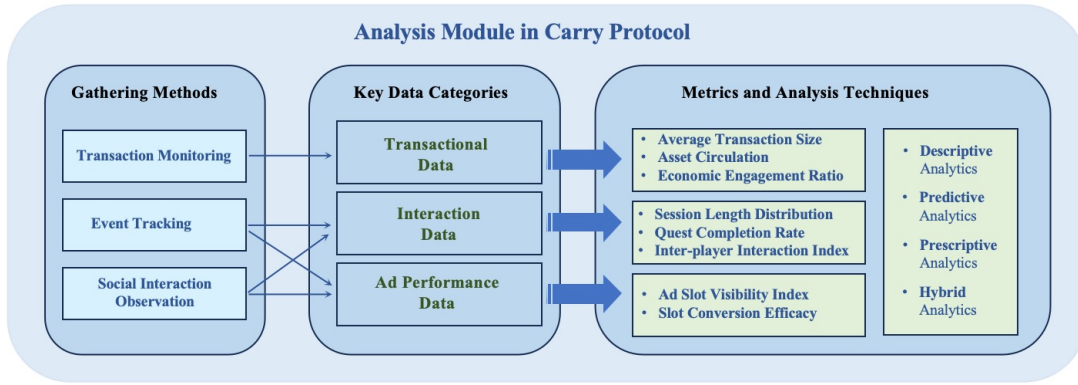 Analysis Module in Carry Protocol
Gathering Methods
Transaction Monitoring
Event Tracking
Social Interaction
Observation
Key Data Categories
Transactional
Data
Interaction
Data
Ad Performance
Data
Metrics and Analysis Techniques
• Average Transaction Size
• Asset Circulation
• Economic Engagement Ratio
• Session Length Distribution
• Quest Completion Rate
• Inter-player Interaction Index
• Ad Slot Visibility Index
• Slot Conversion Efficacy
• Descriptive
Analytics
• Predictive
Analytics
• Prescriptive
Analytics
• Hybrid
Analytics